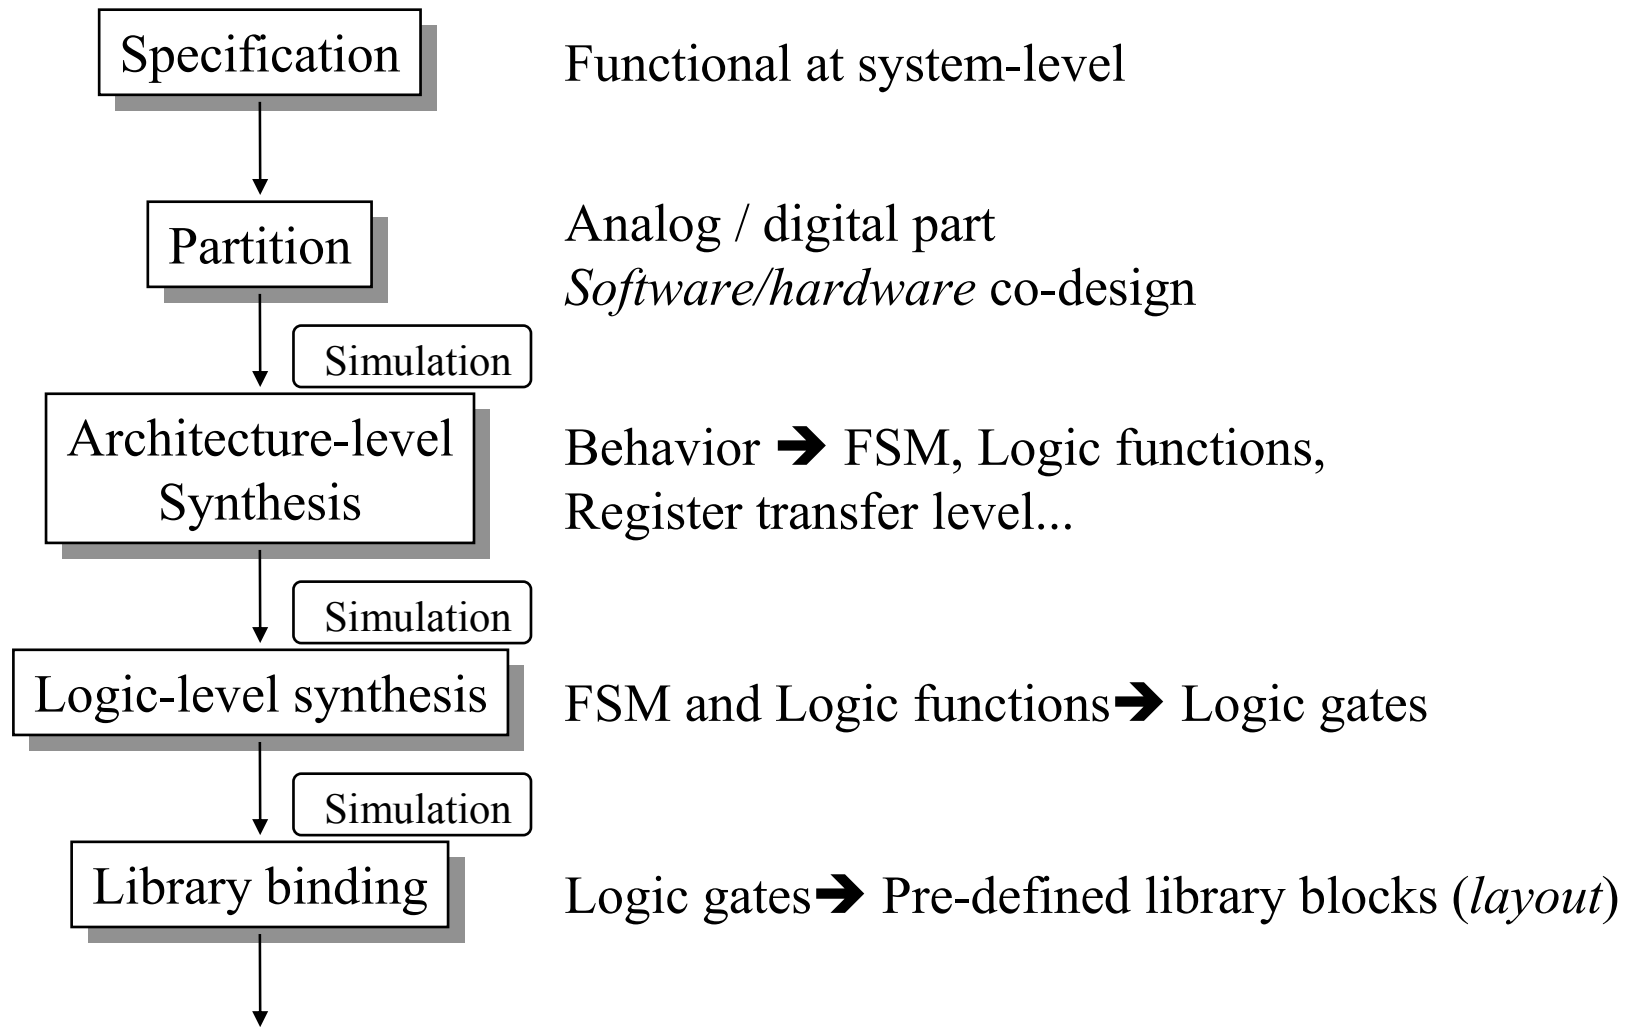 Specification
Functional at system-level
Partition
Analog / digital part
Software/hardware co-design
Simulation
Architecture-level
Synthesis
Behavior ➔ FSM, Logic functions,
Register transfer level...
Simulation
Logic-level synthesis
FSM and Logic functions➔ Logic gates
Simulation
Library binding
Logic gates➔ Pre-defined library blocks (layout)